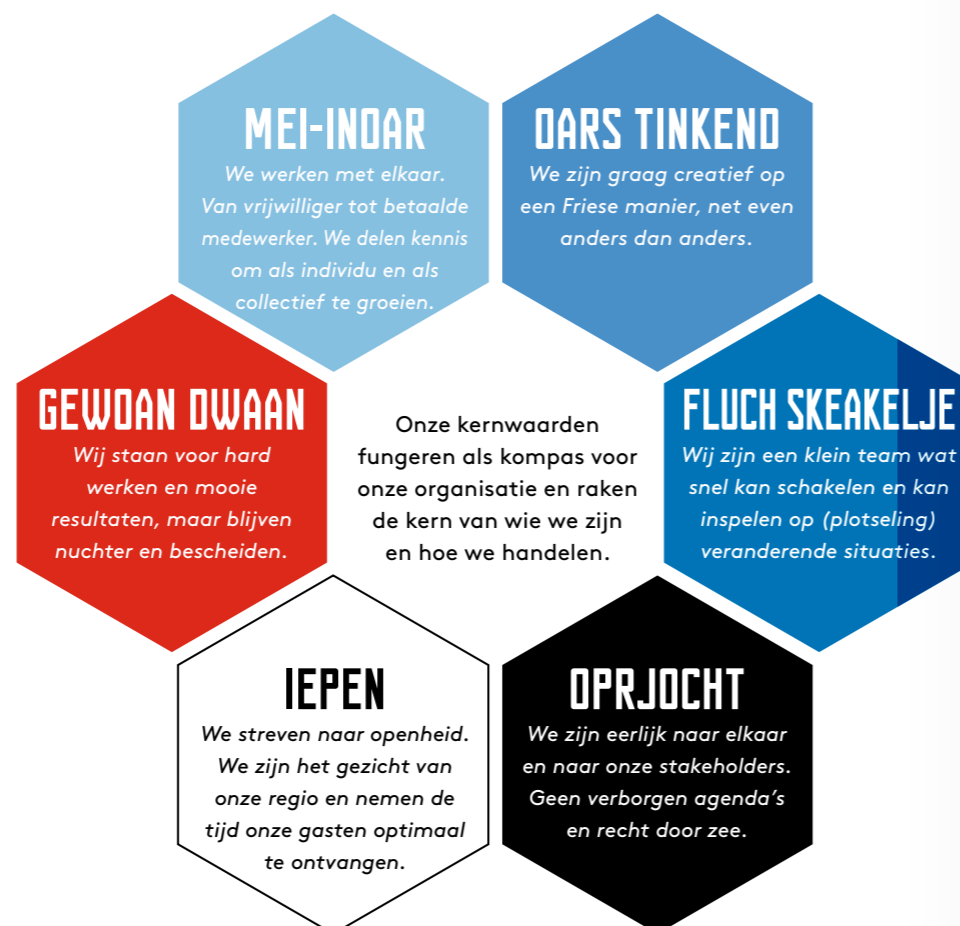 MEI-INOAR
We werken met elkaar.
Van vrijwilliger tot betaalde
medewerker. We delen kennis
om als individu en als
collectief te groeien.
OARS TINKEND
We zijn graag creatief op
een Friese manier, net even
anders dan anders.
GEWOAN DWAAN
Wij staan voor hard
werken en mooie
resultaten, maar blijven
nuchter en bescheiden.
Onze kernwaarden
fungeren als kompas voor
onze organisatie en raken
de kern van wie we zijn
en hoe we handelen.
FLUCH SKEAKELJE
Wij zijn een klein team wat
snel kan schakelen en kan
inspelen op (plotseling)
veranderende situaties.
IEPEN
We streven naar openheid.
We zijn het gezicht van
onze regio en nemen de
tijd onze gasten optimaal
te ontvangen.
OPRJOCHT
We zijn eerlijk naar elkaar
en naar onze stakeholders.
Geen verborgen agenda’s
en recht door zee.